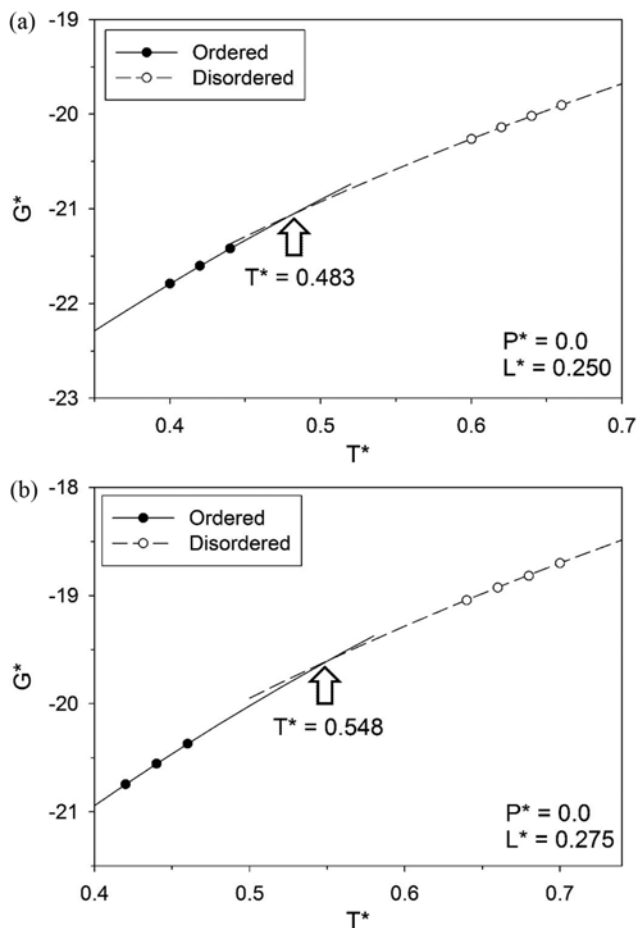 (a)
-19
Ordered
Disordered
-20
G*
-21
T* = 0.483
-22
P* = 0.0
L* = 0.250
-23
0.4
0.5
0.6
0.7
T*
(b)
-18
Ordered
Disordered
-19
G*
-20
T* = 0.548
-21
P* = 0.0
L* = 0.275
0.4
0.5
0.6
0.7
T*